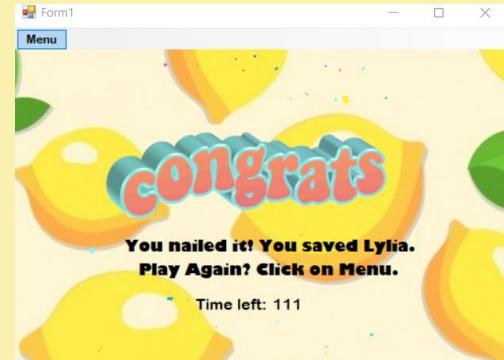 Form1
Menu
congrats
You nailed it! You saved Lylia.
Play Again? Click on Menu.
Time left: 111